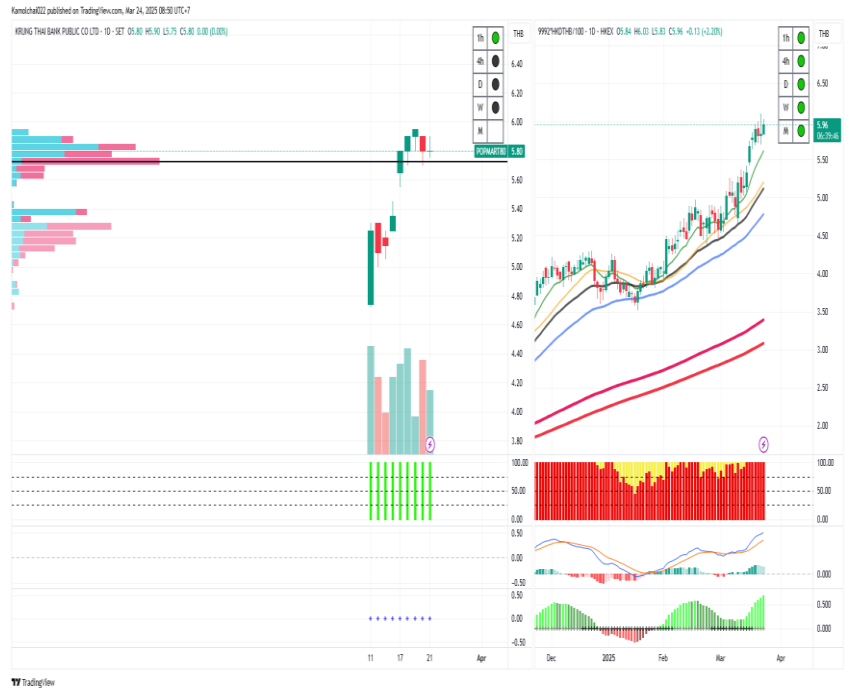 Kamolchai022 published on TradingView.com, Mar 24, 2025 08:50 UTC+7
KRUNG THAI BANK PUBLIC CO LTD · 1D · SET O5.80 H5.90 L5.75 C5.80 0.00 (0.00%)
1h
4h
D
W
M
THB
6.40
6.20
6.00
POPMART80 5.80
5.60
5.40
5.20
5.00
4.80
4.60
4.40
4.20
4.00
3.80
100.00
50.00
0.00
0.50
0.00
-0.50
0.50
0.00
-0.50
11 17 21 Apr
9992*HKDTHB/100 · 1D · HKEX O5.84 H6.03 L5.83 C5.96 +0.13 (+2.20%)
1h
4h
D
W
M
THB
6.50
5.96
06:39:46
5.50
5.00
4.50
4.00
3.50
3.00
2.50
2.00
100.00
50.00
0.00
0.000
0.500
0.000
Dec 2025 Feb Mar Apr
TradingView